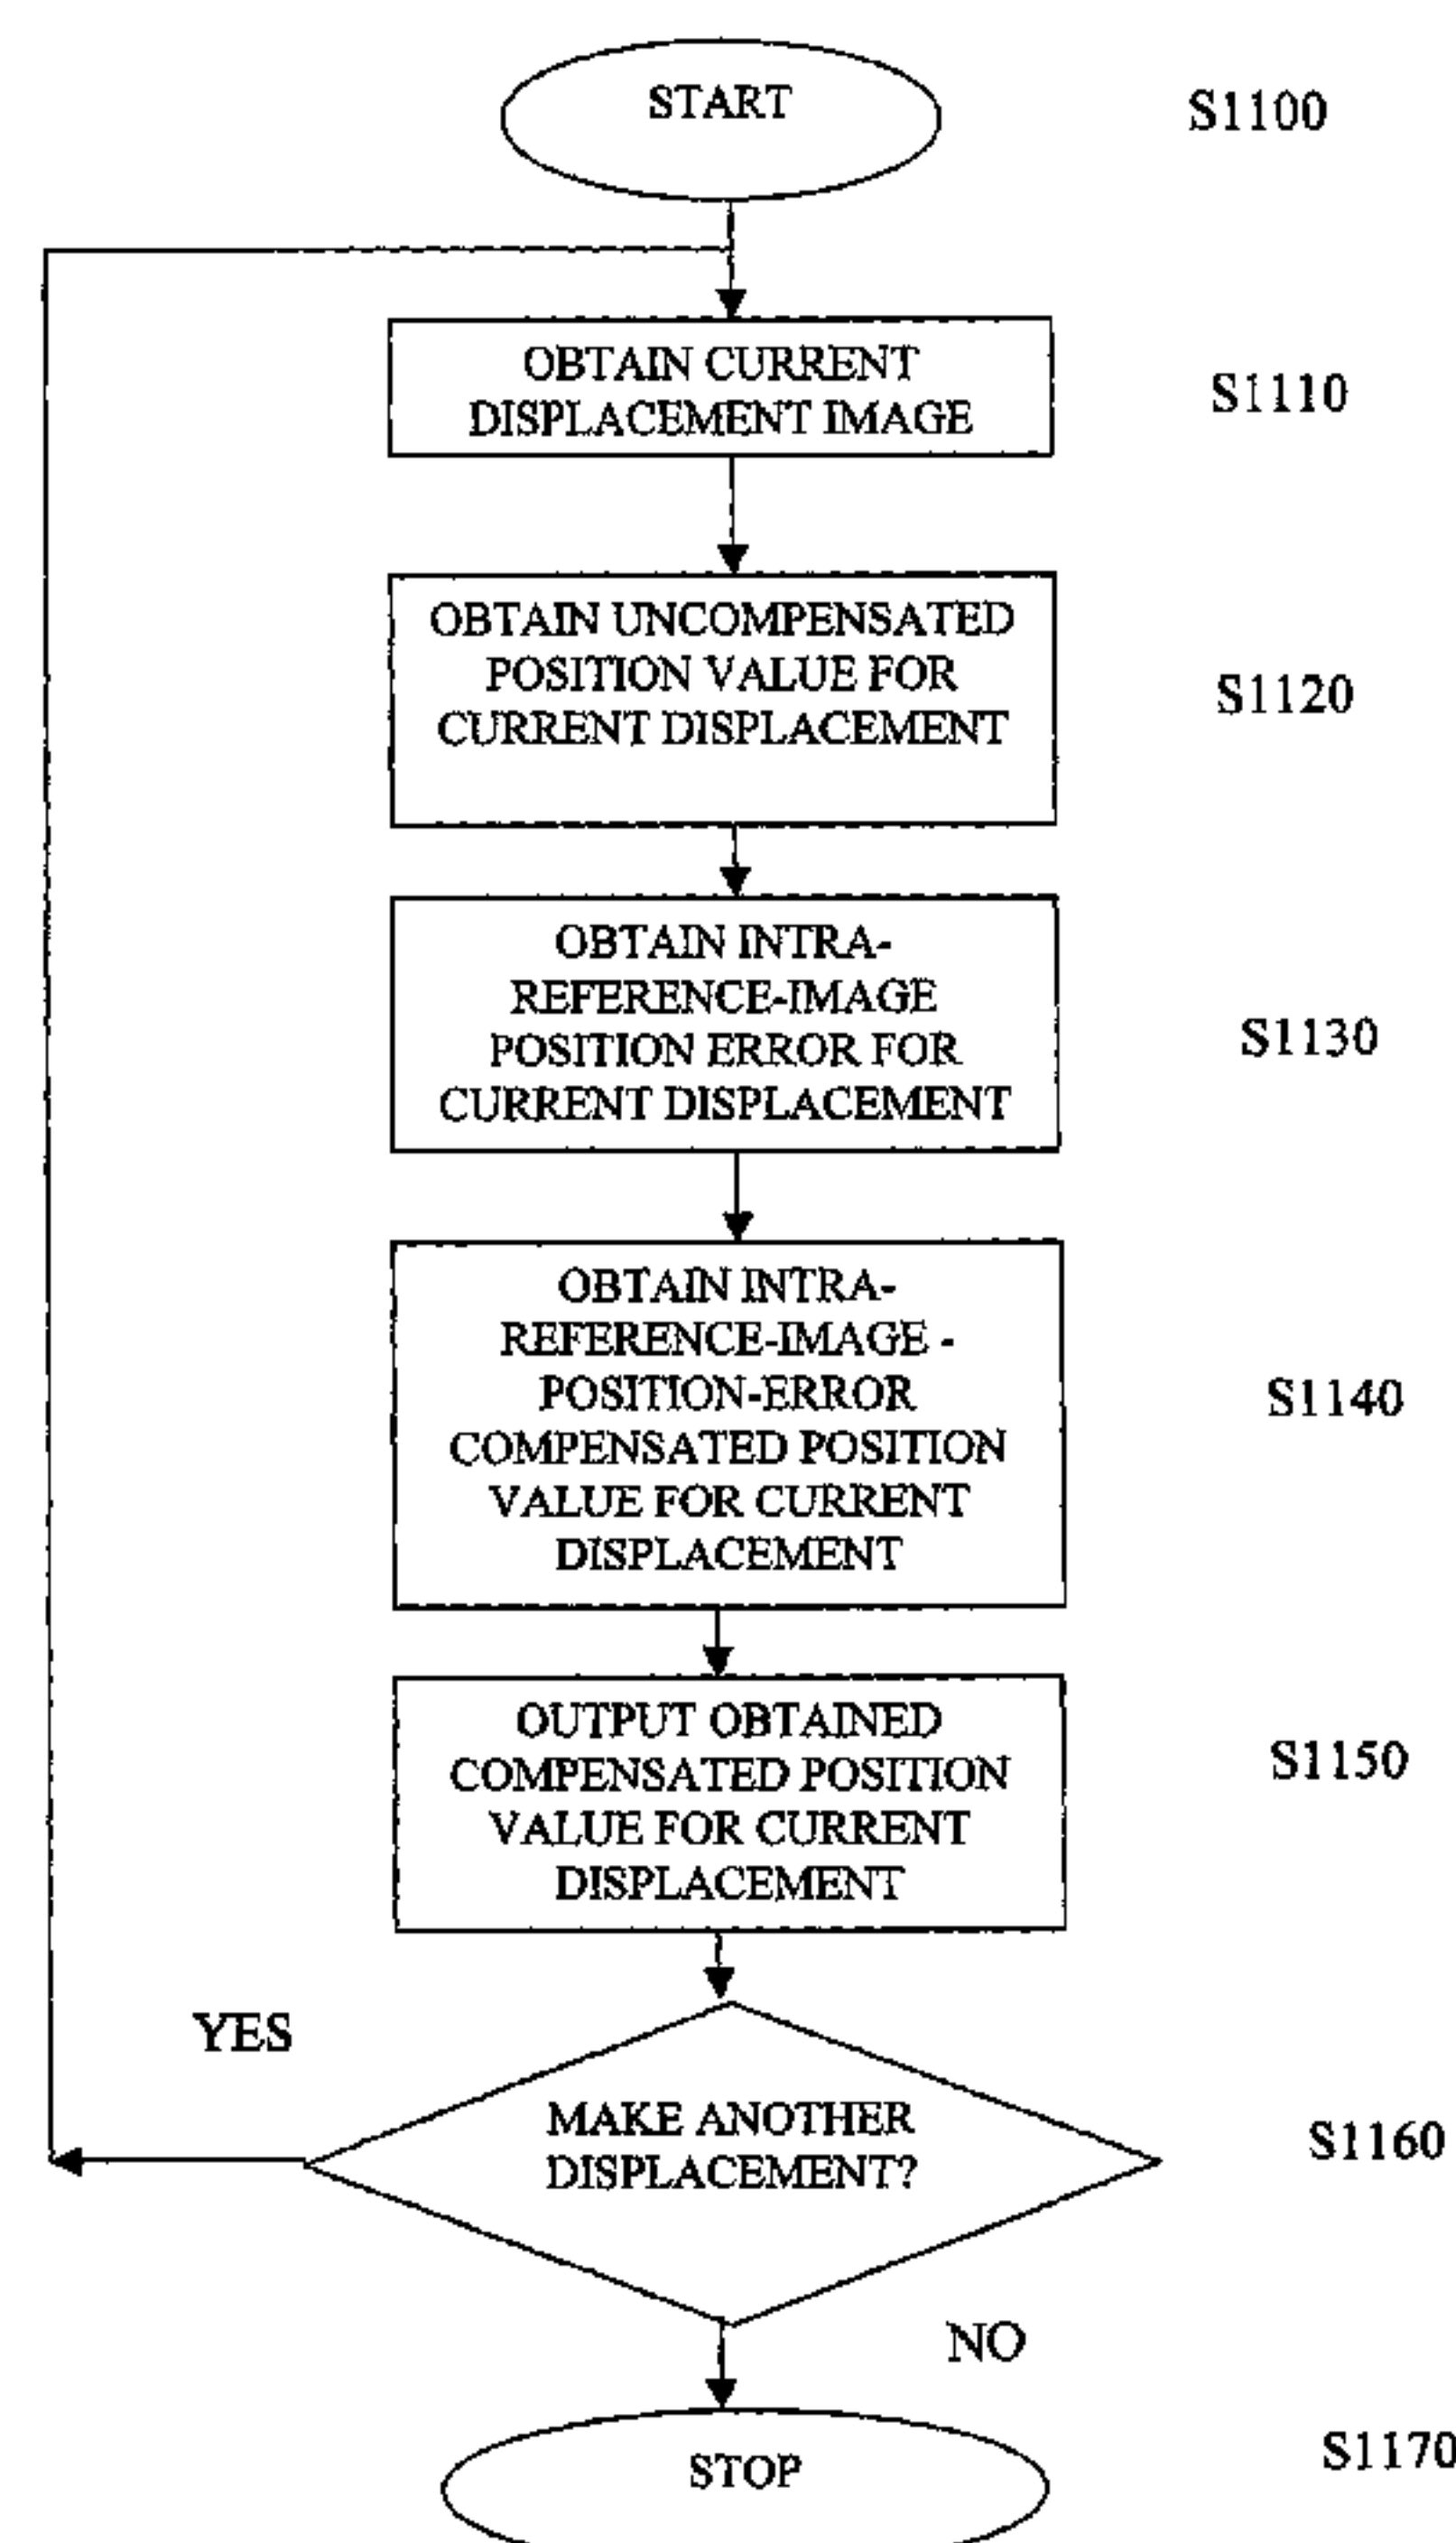 START
S1100
OBTAIN CURRENT
DISPLACEMENT IMAGE
S1110
OBTAIN UNCOMPENSATED
POSITION VALUE FOR
CURRENT DISPLACEMENT
S1120
OBTAIN INTRA-
REFERENCE-IMAGE
POSITION ERROR FOR
CURRENT DISPLACEMENT
S1130
OBTAIN INTRA-
REFERENCE-IMAGE -
POSITION-ERROR
COMPENSATED POSITION
VALUE FOR CURRENT
DISPLACEMENT
S1140
OUTPUT OBTAINED
COMPENSATED POSITION
VALUE FOR CURRENT
DISPLACEMENT
S1150
YES
MAKE ANOTHER
DISPLACEMENT?
S1160
NO
STOP
S1170